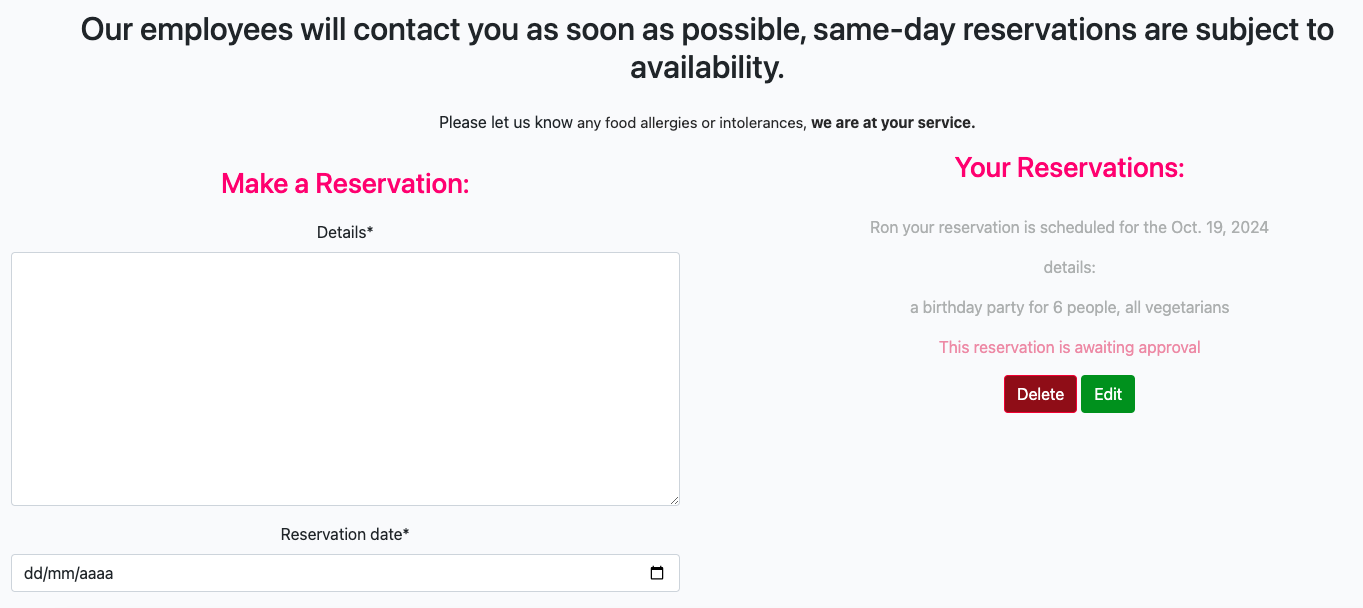 Our employees will contact you as soon as possible, same-day reservations are subject to
availability.
Please let us know any food allergies or intolerances, we are at your service.
Make a Reservation:
Details*
Reservation date*
dd/mm/aaaa
Your Reservations:
Ron your reservation is scheduled for the Oct. 19, 2024
details:
a birthday party for 6 people, all vegetarians
This reservation is awaiting approval
Delete Edit